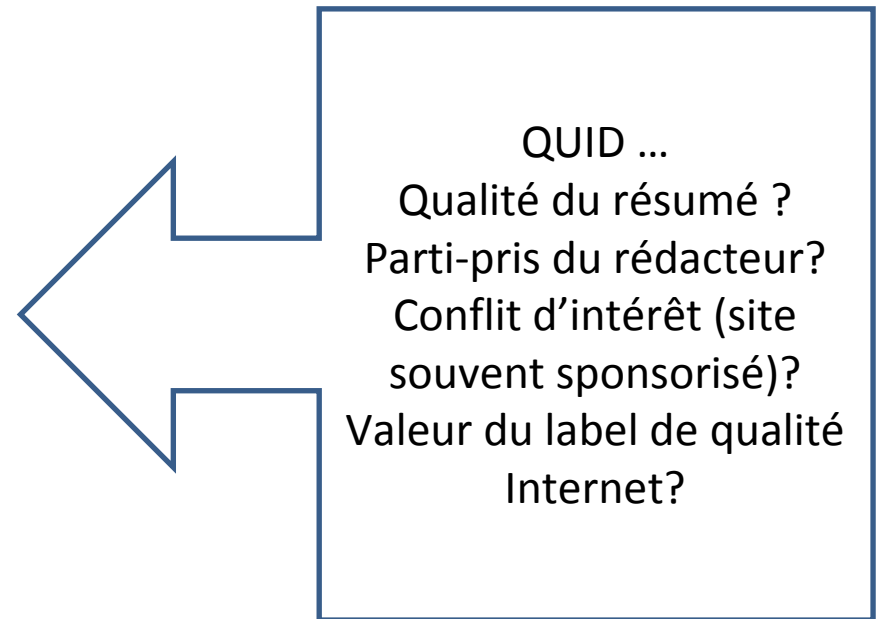 QUID …
Qualité du résumé ?
Parti-pris du rédacteur?
Conflit d’intérêt (site
souvent sponsorisé)?
Valeur du label de qualité
Internet?